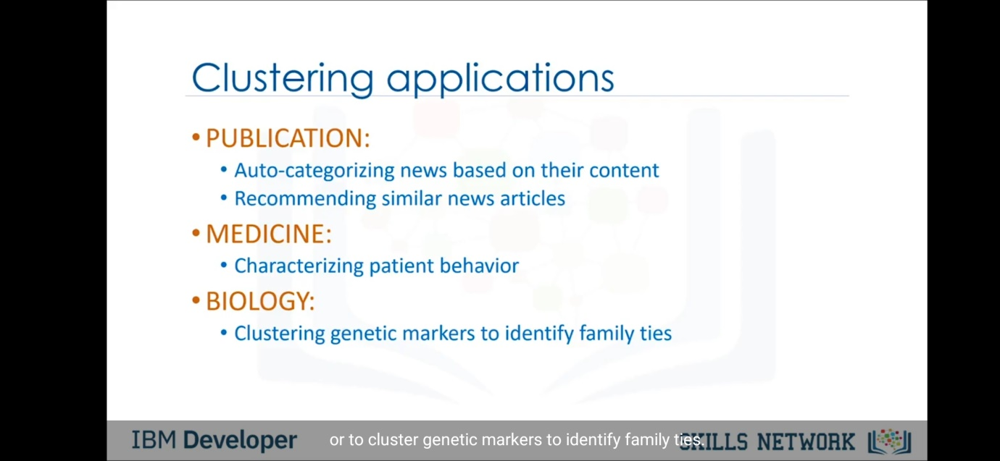 Clustering applications
• PUBLICATION:
• Auto-categorizing news based on their content
• Recommending similar news articles
• MEDICINE:
• Characterizing patient behavior
• BIOLOGY:
• Clustering genetic markers to identify family ties
IBM Developer
or to cluster genetic markers to identify family ties.
SKILLS NETWORK